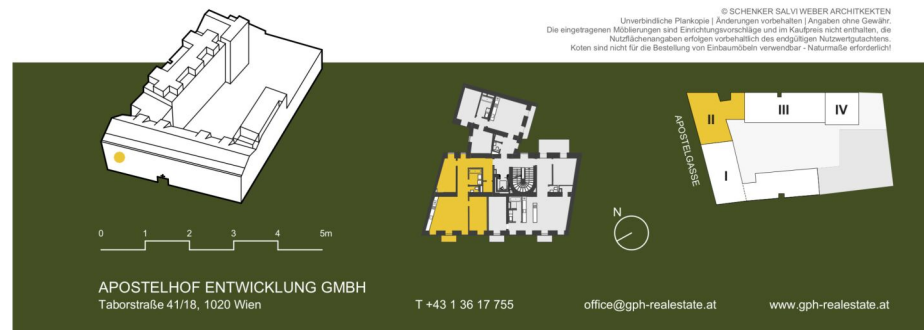 © SCHENKER SALVI WEBER ARCHITKEKTEN
Unverbindliche Plankopie | Änderungen vorbehalten | Angaben ohne Gewähr.
Die eingetragenen Möblierungen sind Einrichtungsvorschläge und im Kaufpreis nicht enthalten, die
Nutzflächenangaben erfolgen vorbehaltlich des endgültigen Nutzwertgutachtens.
Koten sind nicht für die Bestellung von Einbaumöbeln verwendbar - Naturmaße erforderlich!
II
III
IV
APOSTELGASSE
I
N
0 1 2 3 4 5m
APOSTELHOF ENTWICKLUNG GMBH
Taborstraße 41/18, 1020 Wien
T +43 1 36 17 755
office@gph-realestate.at
www.gph-realestate.at